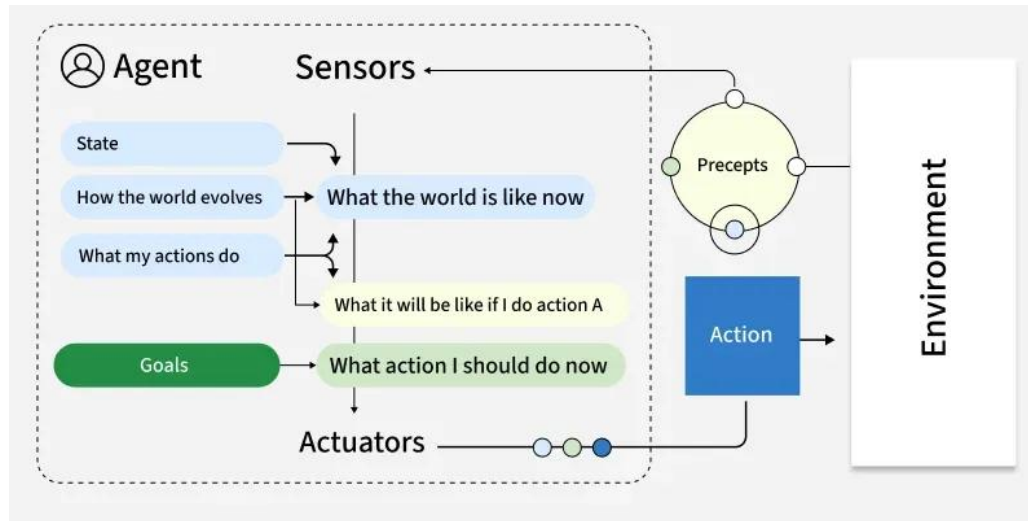 Agent
Sensors
State
How the world evolves
What the world is like now
What my actions do
What it will be like if I do action A
Goals
What action I should do now
Actuators
Precepts
Action
Environment